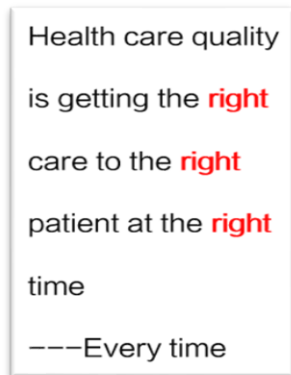 Health care quality
is getting the right
care to the right
patient at the right
time
---Every time